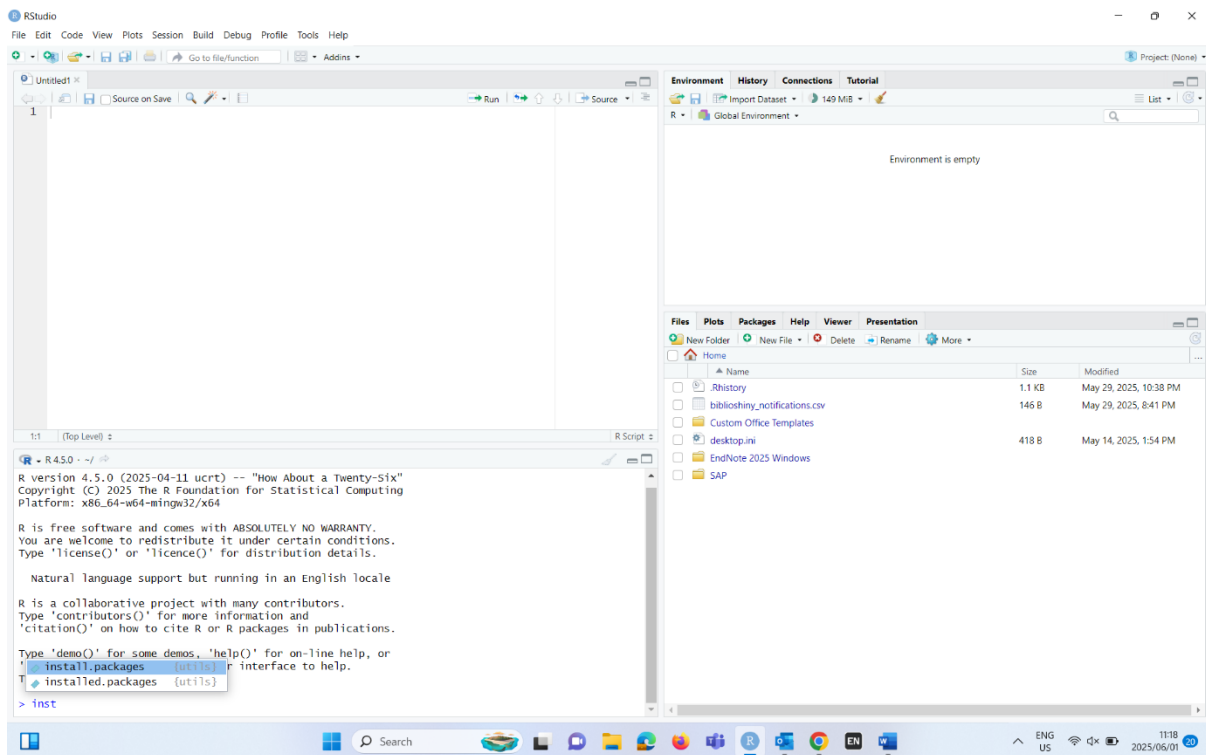 RStudio
File Edit Code View Plots Session Build Debug Profile Tools Help
Go to file/function Addins Project: (None)
Untitled1
Source on Save Run Source
1
1:1 (Top Level) R Script
R 4.5.0 · ~/
R version 4.5.0 (2025-04-11 ucrt) -- "How About a Twenty-Six"
Copyright (C) 2025 The R Foundation for Statistical Computing
Platform: x86_64-w64-mingw32/x64
R is free software and comes with ABSOLUTELY NO WARRANTY.
You are welcome to redistribute it under certain conditions.
Type 'license()' or 'licence()' for distribution details.
Natural language support but running in an English locale
R is a collaborative project with many contributors.
Type 'contributors()' for more information and
'citation()' on how to cite R or R packages in publications.
Type 'demo()' for some demos, 'help()' for on-line help, or
' r interface to help.
T
install.packages {utils}
installed.packages {utils}
> inst
Environment History Connections Tutorial
Import Dataset 149 MiB List
R Global Environment
Environment is empty
Files Plots Packages Help Viewer Presentation
New Folder New File Delete Rename More
Home ...
Name Size Modified
.Rhistory 1.1 KB May 29, 2025, 10:38 PM
biblioshiny_notifications.csv 146 B May 29, 2025, 8:41 PM
Custom Office Templates
desktop.ini 418 B May 14, 2025, 1:54 PM
EndNote 2025 Windows
SAP
Search EN ENG US 11:18 2025/06/01 20